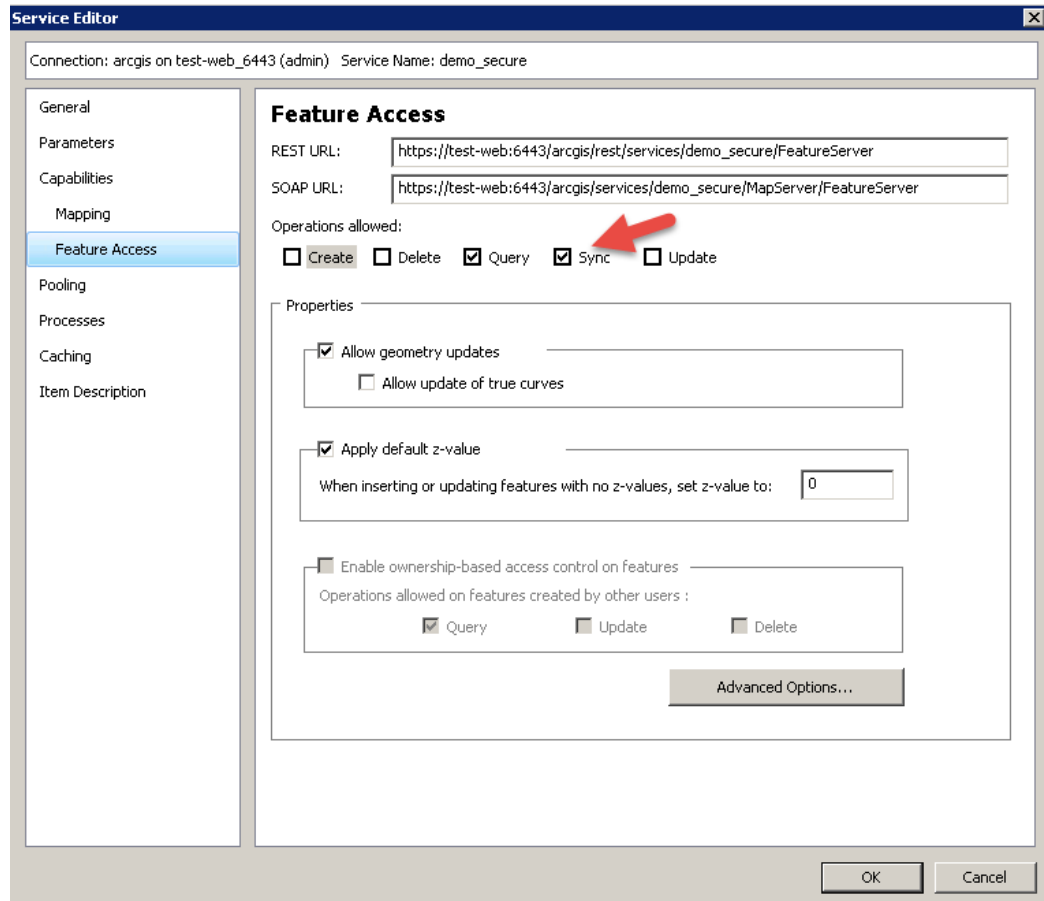 Service Editor
Connection: arcgis on test-web_6443 (admin) Service Name: demo_secure
General
Parameters
Capabilities
Mapping
Feature Access
Pooling
Processes
Caching
Item Description
Feature Access
REST URL: https://test-web:6443/arcgis/rest/services/demo_secure/FeatureServer
SOAP URL: https://test-web:6443/arcgis/services/demo_secure/MapServer/FeatureServer
Operations allowed:
Create Delete Query Sync Update
Properties
Allow geometry updates
Allow update of true curves
Apply default z-value
When inserting or updating features with no z-values, set z-value to: 0
Enable ownership-based access control on features
Operations allowed on features created by other users :
Query Update Delete
Advanced Options...
OK Cancel